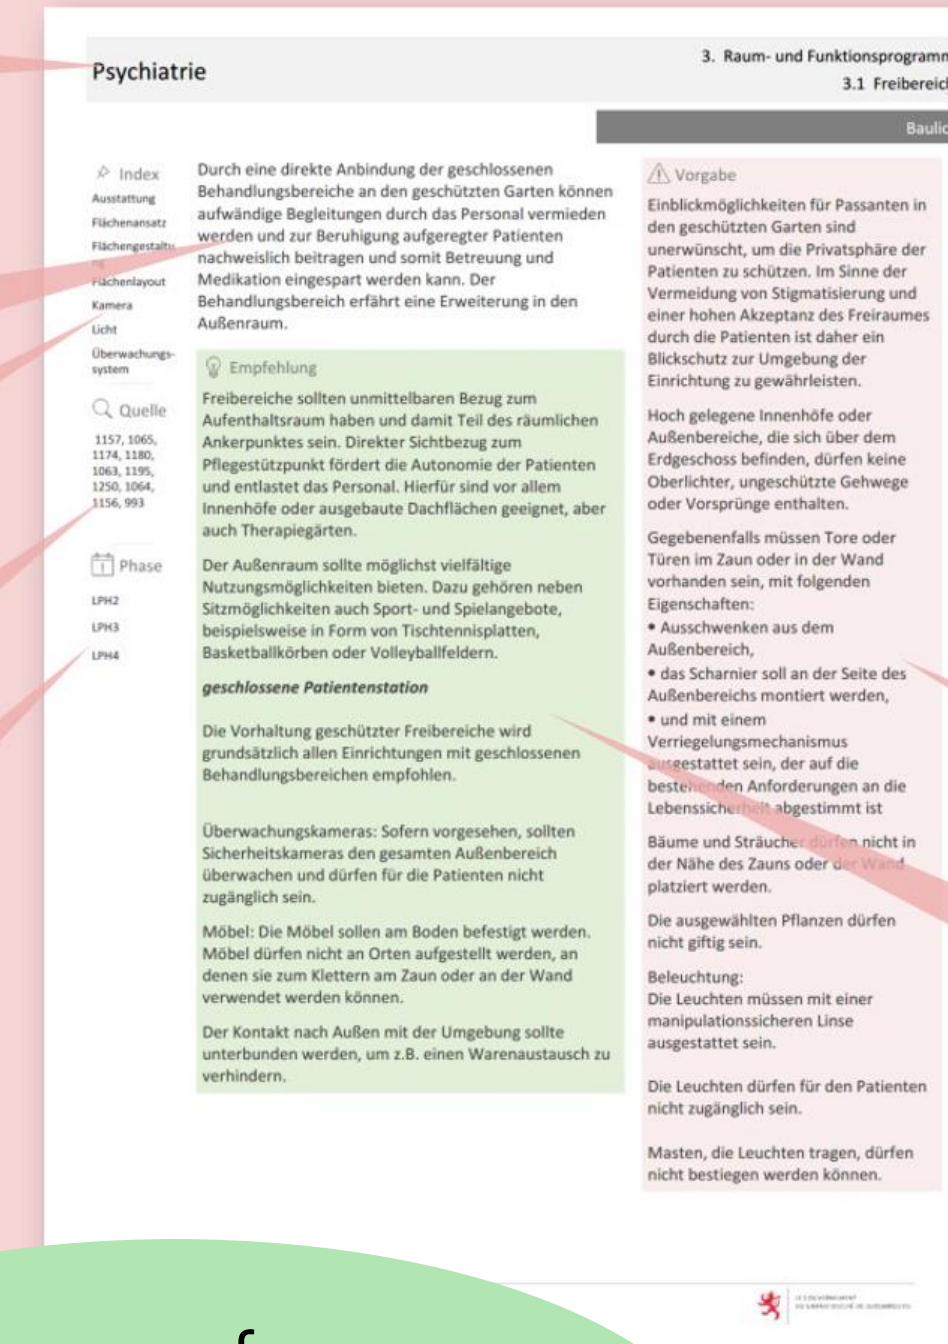 Psychiatrie
3. Raum- und Funktionsprogramm
3.1 Freibereich
Baulic
Index
Ausstattung
Flächenansatz
Flächengestaltu
ng
Flächenlayout
Kamera
Licht
Überwachungs-
system
Quelle
1157, 1065,
1174, 1180,
1063, 1195,
1250, 1064,
1156, 993
Phase
LPH2
LPH3
LPH4
Durch eine direkte Anbindung der geschlossenen
Behandlungsbereiche an den geschützten Garten können
aufwändige Begleitungen durch das Personal vermieden
werden und zur Beruhigung aufgeregter Patienten
nachweislich beitragen und somit Betreuung und
Medikation eingespart werden kann. Der
Behandlungsbereich erfährt eine Erweiterung in den
Außenraum.
Empfehlung
Freibereiche sollten unmittelbaren Bezug zum
Aufenthaltsraum haben und damit Teil des räumlichen
Ankerpunktes sein. Direkter Sichtbezug zum
Pflegestützpunkt fördert die Autonomie der Patienten
und entlastet das Personal. Hierfür sind vor allem
Innenhöfe oder ausgebaute Dachflächen geeignet, aber
auch Therapiegärten.
Der Außenraum sollte möglichst vielfältige
Nutzungsmöglichkeiten bieten. Dazu gehören neben
Sitzmöglichkeiten auch Sport- und Spielangebote,
beispielsweise in Form von Tischtennisplatten,
Basketballkörben oder Volleyballfeldern.
geschlossene Patientenstation
Die Vorhaltung geschützter Freibereiche wird
grundsätzlich allen Einrichtungen mit geschlossenen
Behandlungsbereichen empfohlen.
Überwachungskameras: Sofern vorgesehen, sollten
Sicherheitskameras den gesamten Außenbereich
überwachen und dürfen für die Patienten nicht
zugänglich sein.
Möbel: Die Möbel sollen am Boden befestigt werden.
Möbel dürfen nicht an Orten aufgestellt werden, an
denen sie zum Klettern am Zaun oder an der Wand
verwendet werden können.
Der Kontakt nach Außen mit der Umgebung sollte
unterbunden werden, um z.B. einen Warenaustausch zu
verhindern.
Vorgabe
Einblickmöglichkeiten für Passanten in
den geschützten Garten sind
unerwünscht, um die Privatsphäre der
Patienten zu schützen. Im Sinne der
Vermeidung von Stigmatisierung und
einer hohen Akzeptanz des Freiraumes
durch die Patienten ist daher ein
Blickschutz zur Umgebung der
Einrichtung zu gewährleisten.
Hoch gelegene Innenhöfe oder
Außenbereiche, die sich über dem
Erdgeschoss befinden, dürfen keine
Oberlichter, ungeschützte Gehwege
oder Vorsprünge enthalten.
Gegebenenfalls müssen Tore oder
Türen im Zaun oder in der Wand
vorhanden sein, mit folgenden
Eigenschaften:
• Ausschwenken aus dem
Außenbereich,
• das Scharnier soll an der Seite des
Außenbereichs montiert werden,
• und mit einem
Verriegelungsmechanismus
ausgestattet sein, der auf die
bestehenden Anforderungen an die
Lebenssicherheit abgestimmt ist
Bäume und Sträucher dürfen nicht in
der Nähe des Zauns oder der Wand
platziert werden.
Die ausgewählten Pflanzen dürfen
nicht giftig sein.
Beleuchtung:
Die Leuchten müssen mit einer
manipulationssicheren Linse
ausgestattet sein.
Die Leuchten dürfen für den Patienten
nicht zugänglich sein.
Masten, die Leuchten tragen, dürfen
nicht bestiegen werden können.